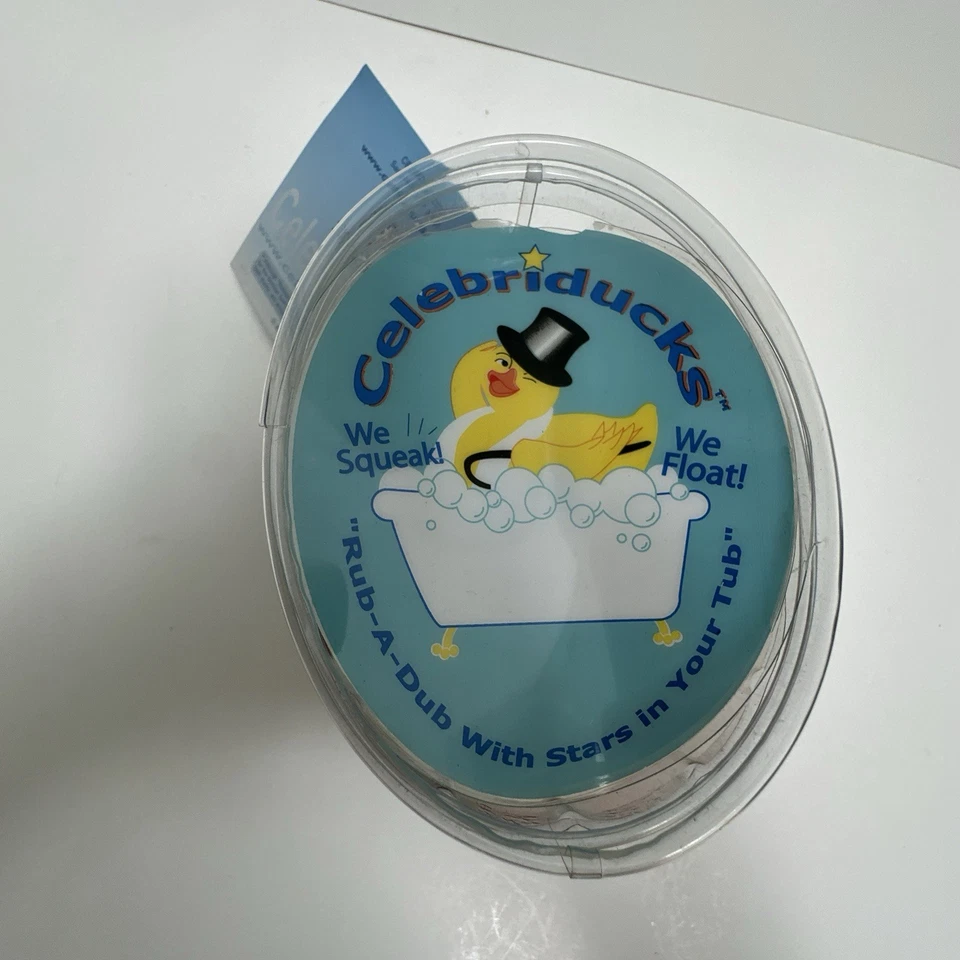 Celebriducks™
We
Squeak!
We
Float!
"Rub-A-Dub With Stars in Your Tub"